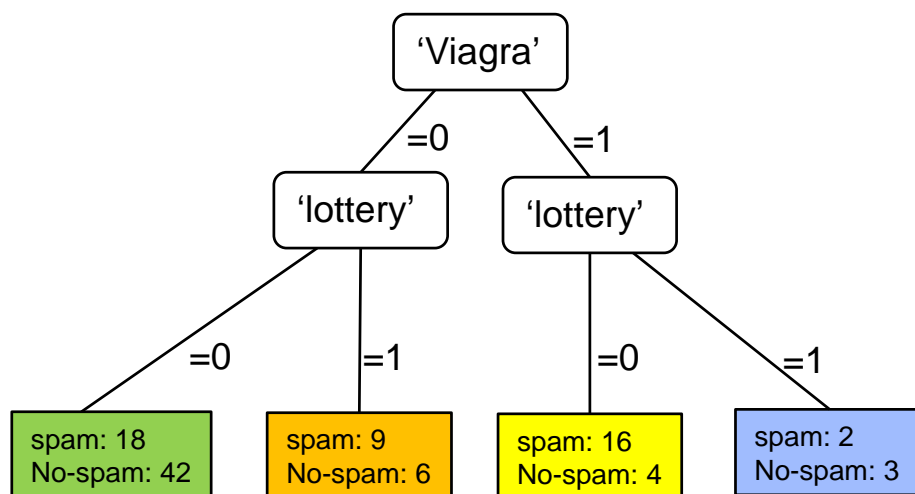 ‘Viagra’
=0
=1
‘lottery’
‘lottery’
=0
=1
=0
=1
spam: 18
No-spam: 42
spam: 9
No-spam: 6
spam: 16
No-spam: 4
spam: 2
No-spam: 3